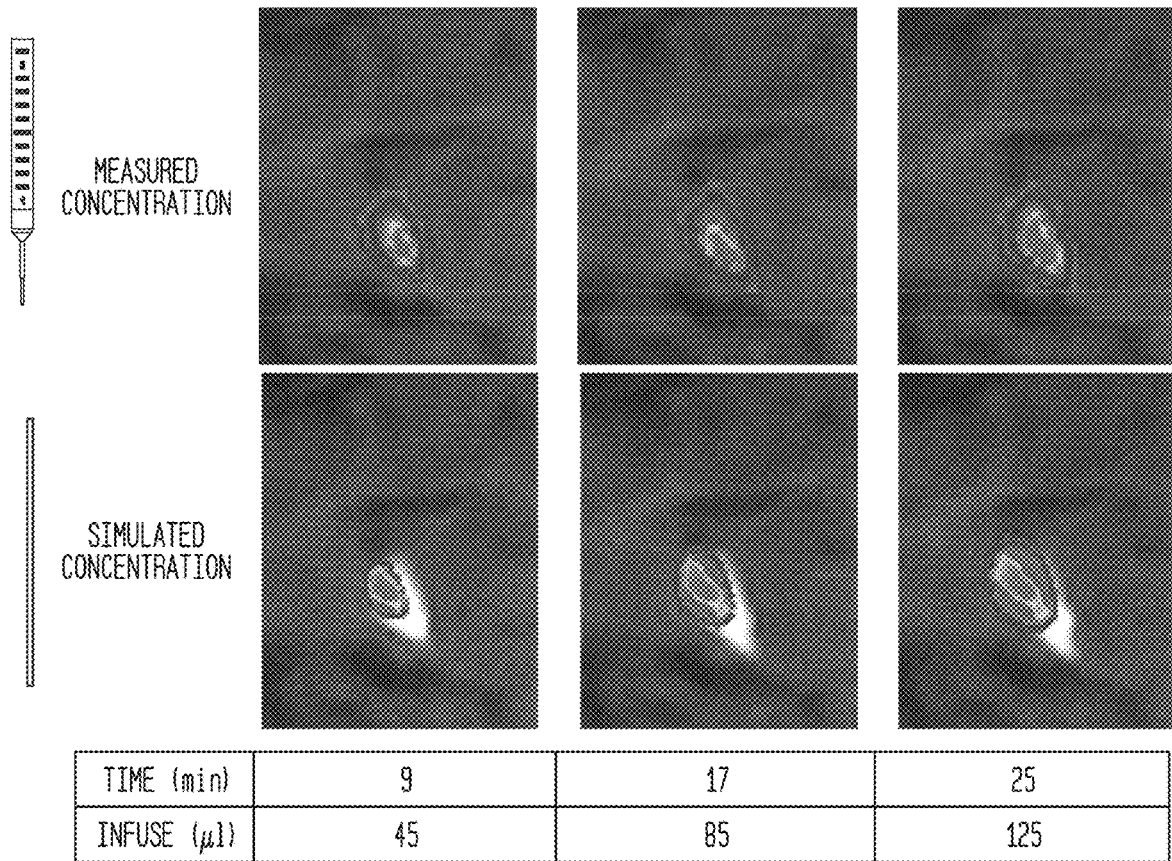 MEASURED
CONCENTRATION
SIMULATED
CONCENTRATION
TIME (min) 9 17 25
INFUSE (μl) 45 85 125